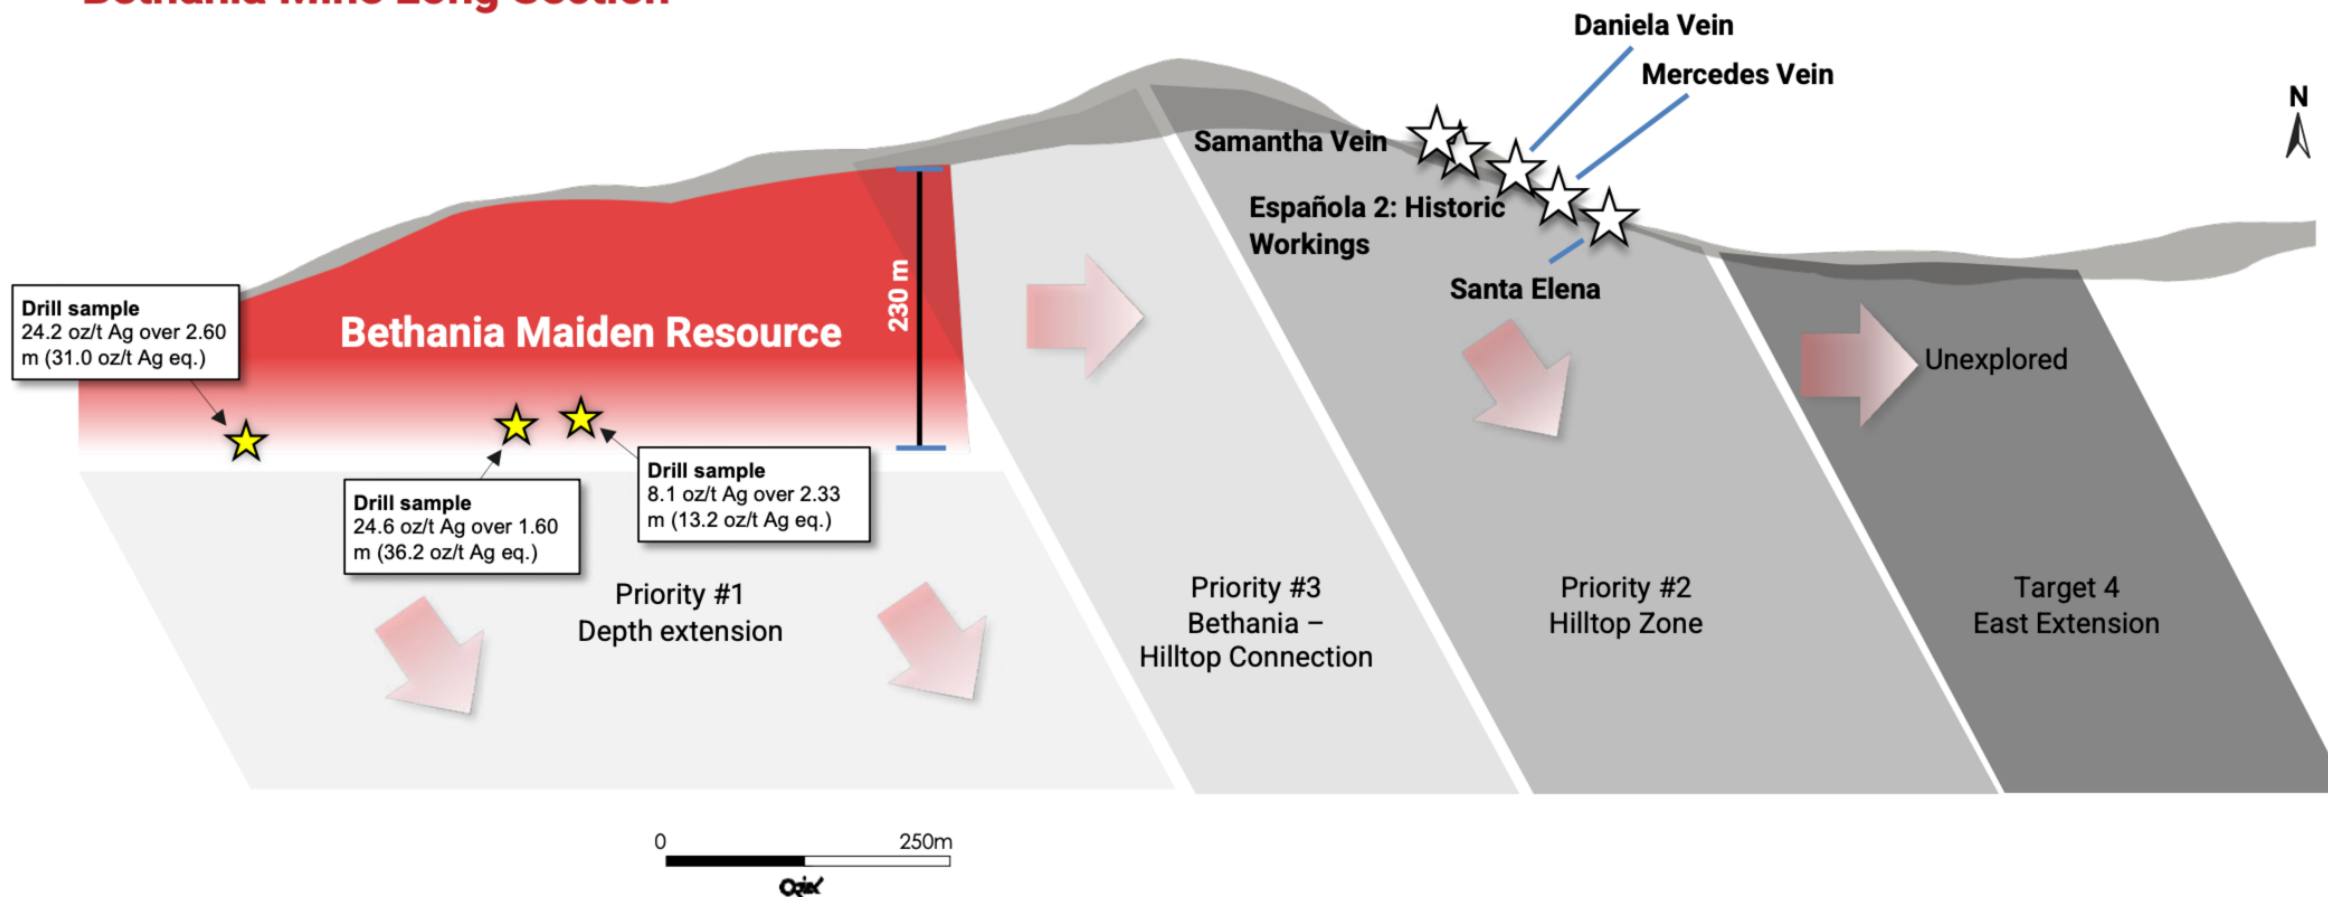 Bethania Mine Long Section
Daniela Vein
Mercedes Vein
N
Samantha Vein
Española 2: Historic
Workings
Santa Elena
Drill sample
24.2 oz/t Ag over 2.60
m (31.0 oz/t Ag eq.)
Bethania Maiden Resource
230 m
Unexplored
Drill sample
24.6 oz/t Ag over 1.60
m (36.2 oz/t Ag eq.)
Drill sample
8.1 oz/t Ag over 2.33
m (13.2 oz/t Ag eq.)
Priority #1
Depth extension
Priority #3
Bethania –
Hilltop Connection
Priority #2
Hilltop Zone
Target 4
East Extension
0 250m